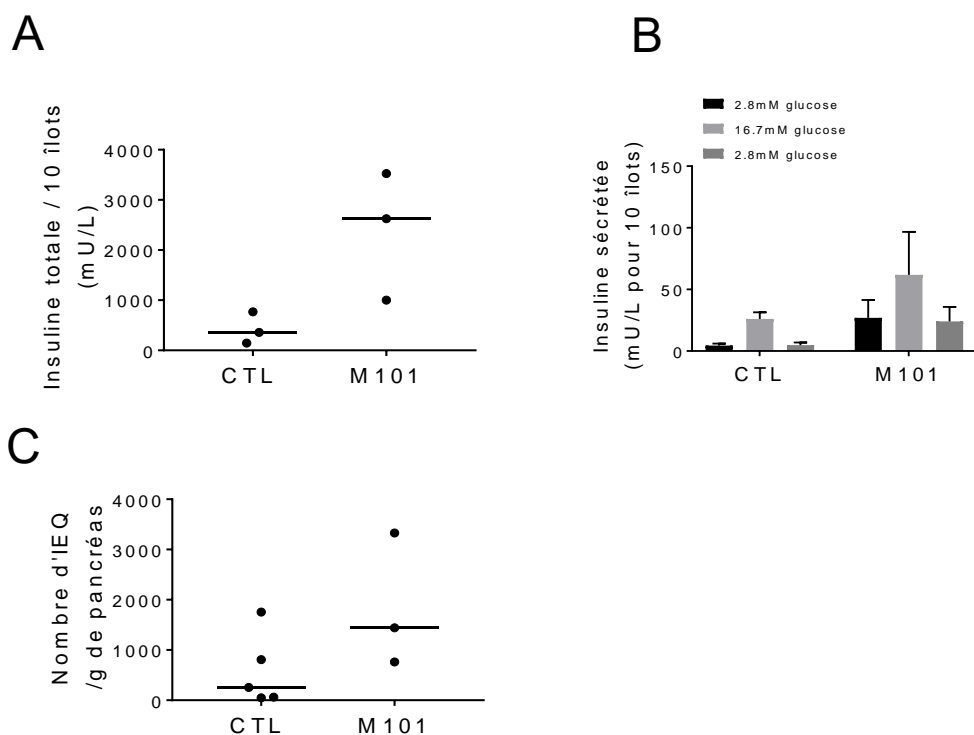 A
Insuline totale / 10 îlots
(mU/L)
4000
3000
2000
1000
0
CTL
M101
B
2.8mM glucose
16.7mM glucose
2.8mM glucose
Insuline sécrétée
(mU/L pour 10 îlots)
150
100
50
0
CTL
M101
C
Nombre d'IEQ
/g de pancréas
4000
3000
2000
1000
0
CTL
M101